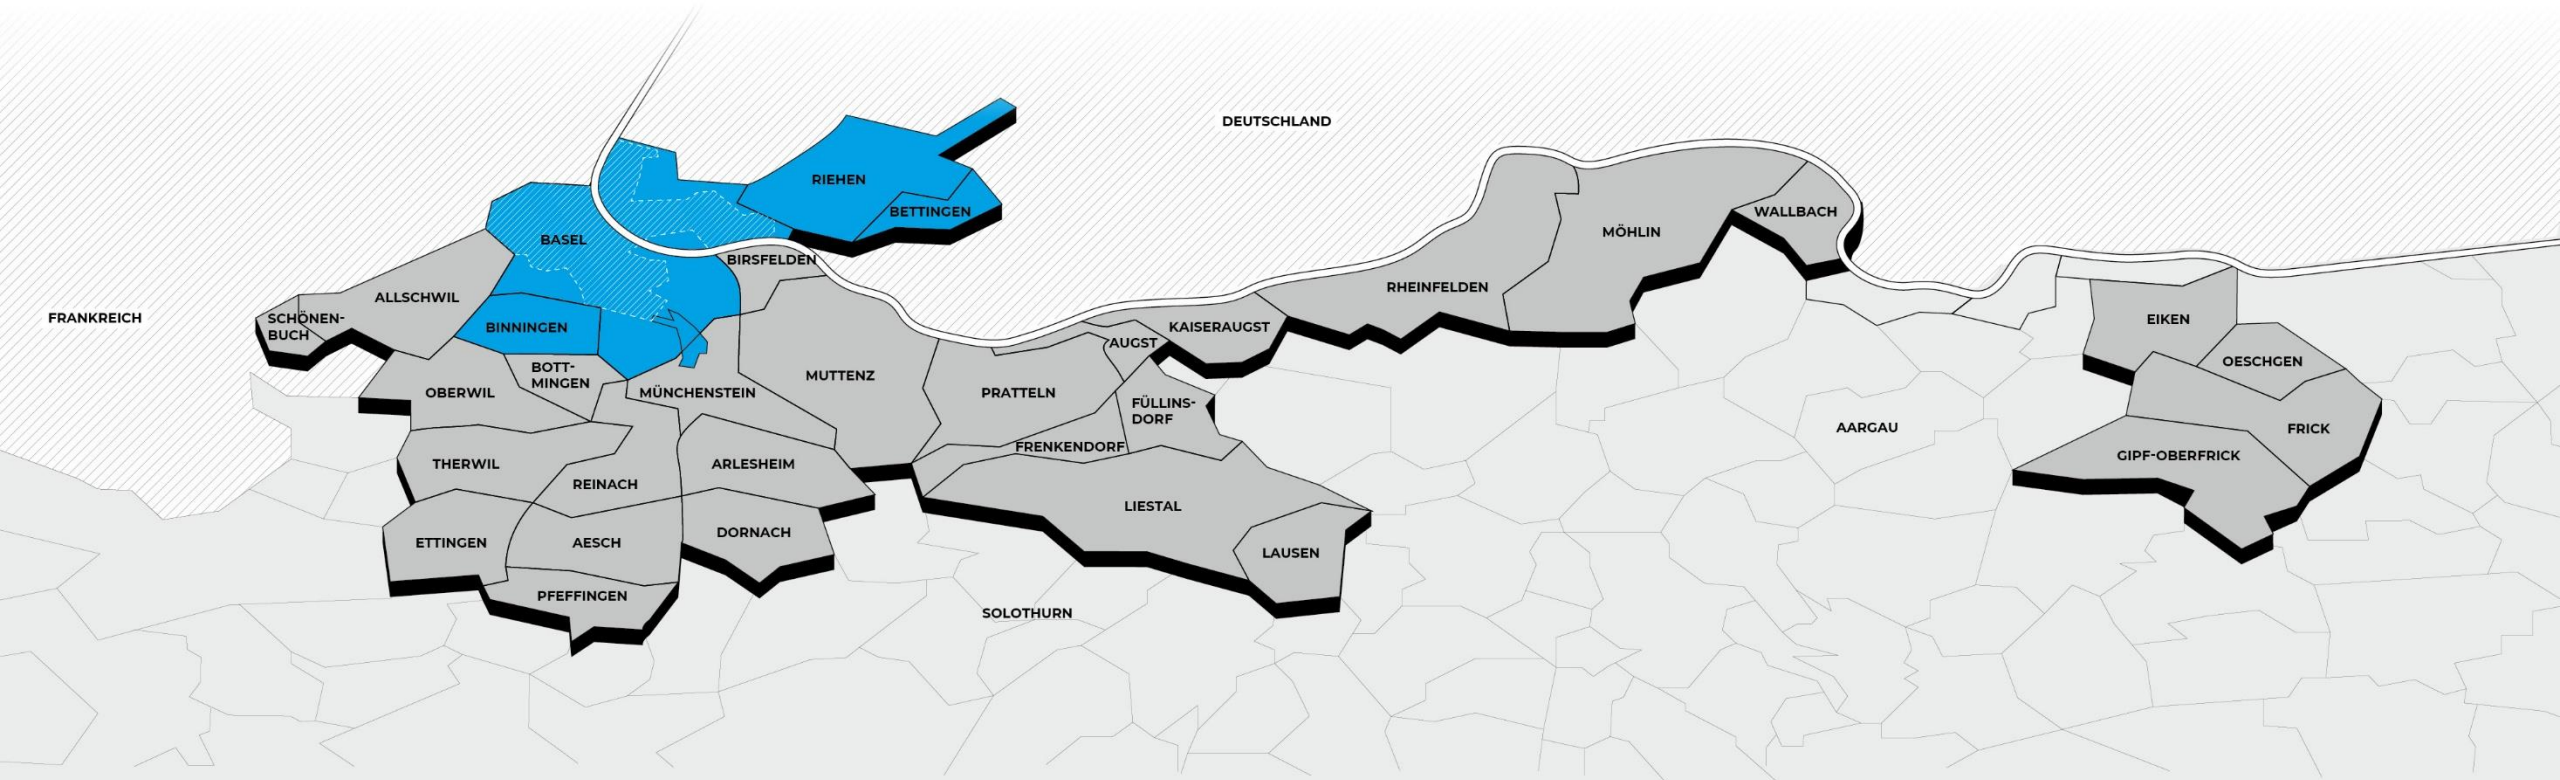 DEUTSCHLAND
RIEHEN
BETTINGEN
WALLBACH
MÖHLIN
BASEL
BIRSFELDEN
RHEINFELDEN
ALLSCHWIL
FRANKREICH
SCHÖNEN-
BUCH
BINNINGEN
KAISERAUGST
EIKEN
AUGST
OESCHGEN
BOTT-
MINGEN
MUTTENZ
OBERWIL
MÜNCHENSTEIN
PRATTELN
FÜLLINS-
DORF
AARGAU
FRICK
FRENKENDORF
GIPF-OBERFRICK
THERWIL
ARLESHEIM
REINACH
LIESTAL
DORNACH
ETTINGEN
AESCH
LAUSEN
PFEFFINGEN
SOLOTHURN